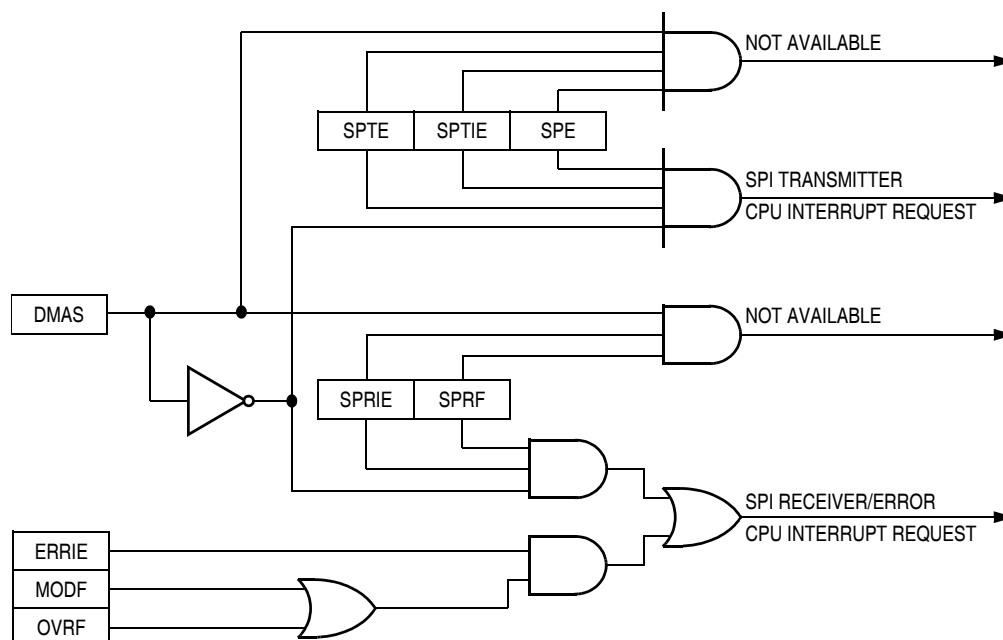 NOT AVAILABLE
SPTE SPTIE SPE
SPI TRANSMITTER
CPU INTERRUPT REQUEST
DMAS
NOT AVAILABLE
SPRIE SPRF
SPI RECEIVER/ERROR
CPU INTERRUPT REQUEST
ERRIE
MODF
OVRF